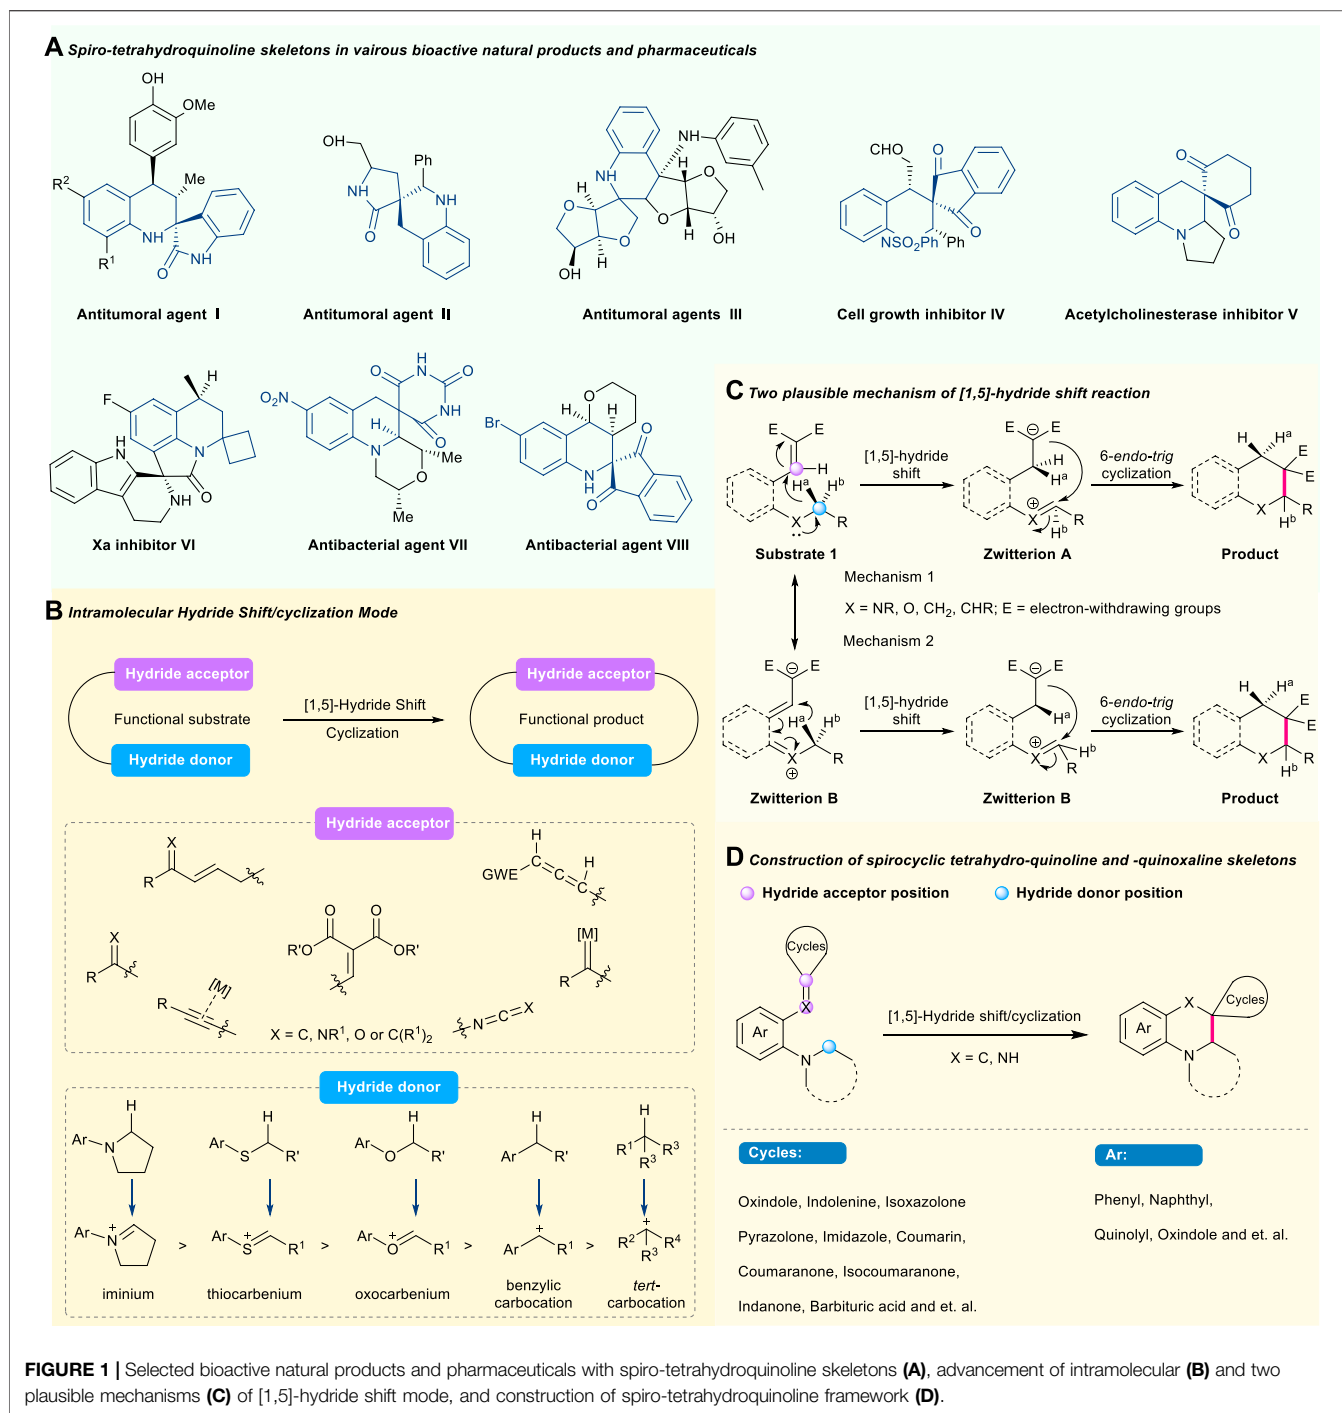 A Spiro-tetrahydroquinoline skeletons in vairous bioactive natural products and pharmaceuticals
OH
OMe
R²
Me
NH
R¹
O
NH
Antitumoral agent I
OH
Ph
NH
NH
O
Antitumoral agent II
NH
NH
H
O
H
O
O
O
H
H
OH
OH
Antitumoral agents III
CHO
O
O
NSO₂Ph
Ph
Cell growth inhibitor IV
O
O
N
Acetylcholinesterase inhibitor V
H
F
N
H
N
O
NH
Xa inhibitor VI
H
N
O
O
O₂N
NH
H
O
N
Me
O
Me
Antibacterial agent VII
O
H
H
Br
O
N
H
O
Antibacterial agent VIII
B Intramolecular Hydride Shift/cyclization Mode
Hydride acceptor
Functional substrate
Hydride donor
[1,5]-Hydride Shift
Cyclization
Hydride acceptor
Functional product
Hydride donor
Hydride acceptor
X
R
H
GWE
H
X
R
O
O
R'O
OR'
[M]
R
[M]
R
X = C, NR¹, O or C(R¹)₂
N
C
X
Hydride donor
H
Ar
N
H
Ar
S
R'
H
Ar
O
R'
H
Ar
R'
H
R¹
R³
R³
Ar
N
+
>
Ar
S
+
R¹
>
Ar
O
+
R¹
>
Ar
+
R¹
>
+
R²
R³
R⁴
iminium
thiocarbenium
oxocarbenium
benzylic
carbocation
tert-
carbocation
C Two plausible mechanism of [1,5]-hydride shift reaction
E
E
H
Hᵃ
Hᵇ
X
R
Substrate 1
[1,5]-hydride
shift
E
E
H
Hᵃ
X
R
Hᵇ
Zwitterion A
6-endo-trig
cyclization
H
Hᵃ
E
E
X
R
Hᵇ
Product
Mechanism 1
X = NR, O, CH₂, CHR; E = electron-withdrawing groups
Mechanism 2
E
E
Hᵃ
Hᵇ
X
R
Zwitterion B
[1,5]-hydride
shift
E
E
H
Hᵃ
X
Hᵇ
R
Zwitterion B
6-endo-trig
cyclization
H
Hᵃ
E
E
X
R
Hᵇ
Product
D Construction of spirocyclic tetrahydro-quinoline and -quinoxaline skeletons
Hydride acceptor position
Hydride donor position
Cycles
X
Ar
N
[1,5]-Hydride shift/cyclization
X = C, NH
X
Cycles
Ar
N
Cycles:
Oxindole, Indolenine, Isoxazolone
Pyrazolone, Imidazole, Coumarin,
Coumaranone, Isocoumaranone,
Indanone, Barbituric acid and et. al.
Ar:
Phenyl, Naphthyl,
Quinolyl, Oxindole and et. al.
FIGURE 1 | Selected bioactive natural products and pharmaceuticals with spiro-tetrahydroquinoline skeletons (A), advancement of intramolecular (B) and two
plausible mechanisms (C) of [1,5]-hydride shift mode, and construction of spiro-tetrahydroquinoline framework (D).